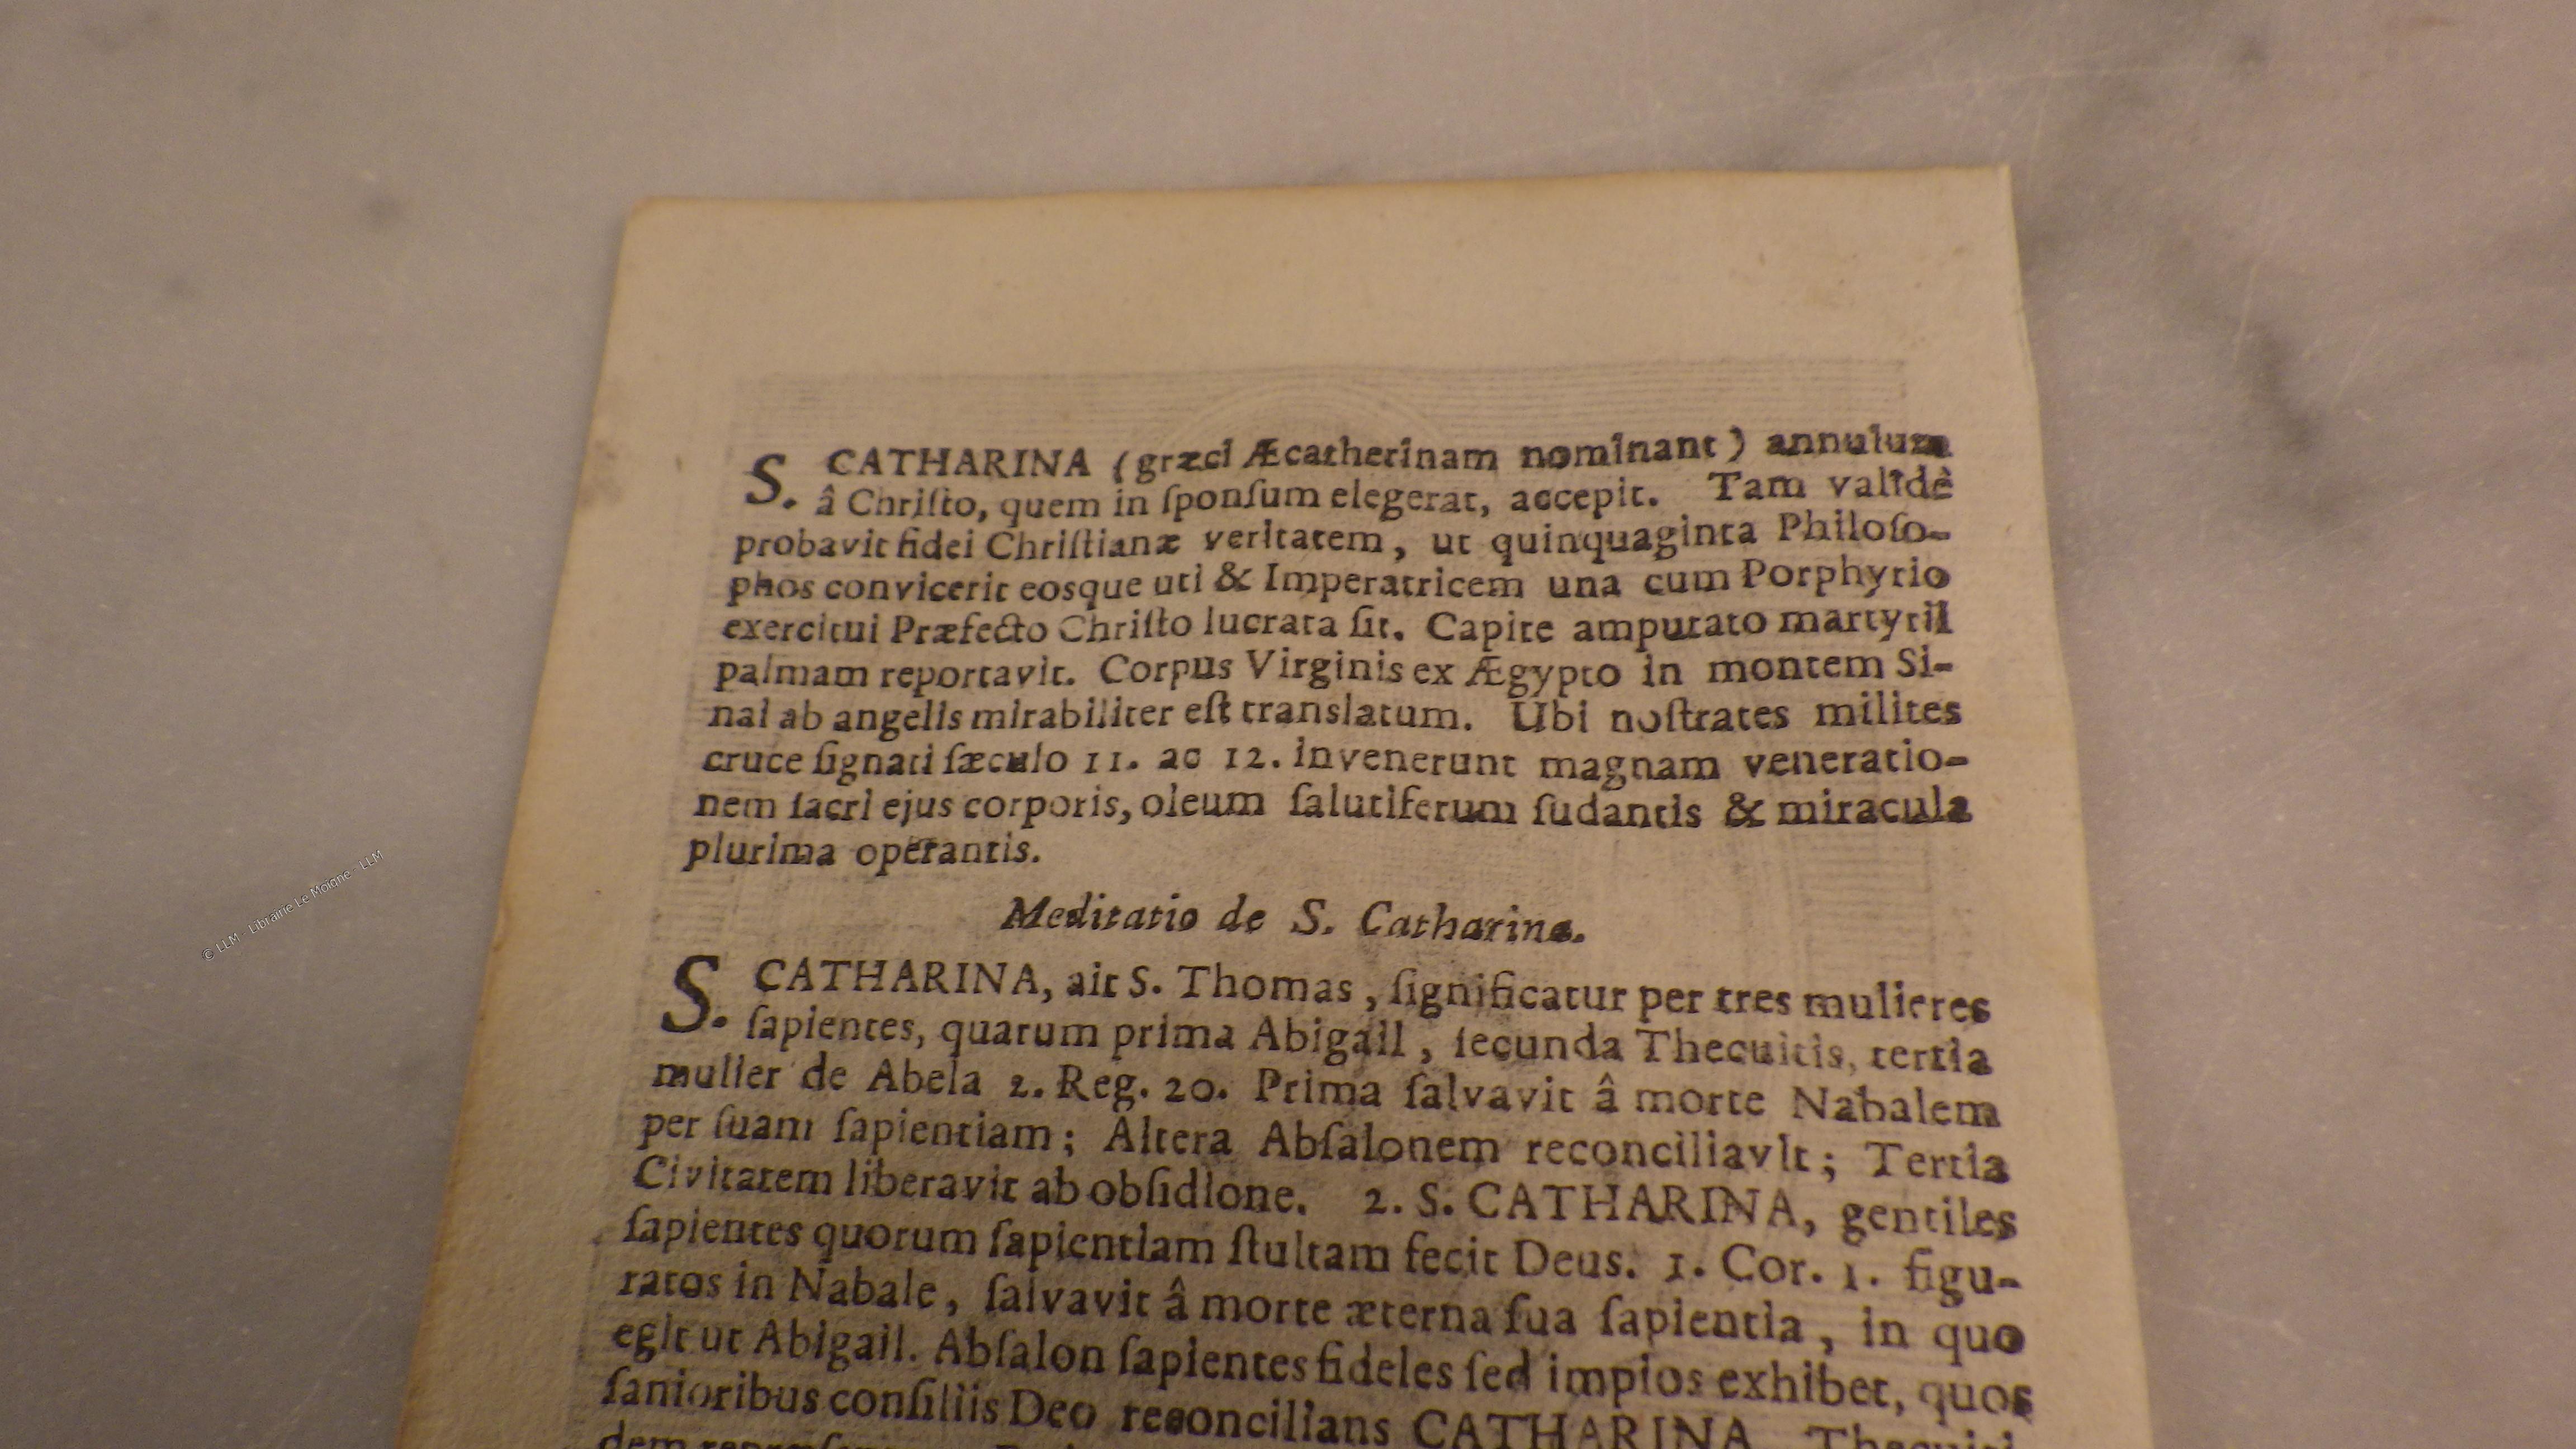 S. CATHARINA (græci Æcatherinam nominant) annulum
â Chriſto, quem in ſponſum elegerat, accepit. Tam validè
probavit fidei Chriſtianæ veritatem, ut quinquaginta Philoſo-
phos convicerit eosque uti & Imperatricem una cum Porphyrio
exercitui Præfecto Chriſto lucrata ſit. Capite amputato martyrii
palmam reportavit. Corpus Virginis ex Ægypto in montem Si-
nai ab angelis mirabiliter eſt translatum. Ubi noſtrates milites
cruce ſignati ſæculo 11. ac 12. invenerunt magnam veneratio-
nem ſacri ejus corporis, oleum ſalutiferum ſudantis & miracula
plurima operantis.
Meditatio de S. Catharina.
S. CATHARINA, ait S. Thomas, ſignificatur per tres mulieres
ſapientes, quarum prima Abigail, ſecunda Thecuitis, tertia
mulier de Abela 2. Reg. 20. Prima ſalvavit â morte Nabalem
per ſuam ſapientiam; Altera Abſalonem reconciliavit; Tertia
Civitatem liberavit ab obſidione. 2. S. CATHARINA, gentiles
ſapientes quorum ſapientiam ſtultam fecit Deus. 1. Cor. 1. figu-
ratos in Nabale, ſalvavit â morte æterna ſua ſapientia, in quo
egit ut Abigail. Abſalon ſapientes fideles ſed impios exhibet, quos
ſanioribus conſiliis Deo reconcilians CATHARINA
© LLM - Librairie Le Moigne - LLM